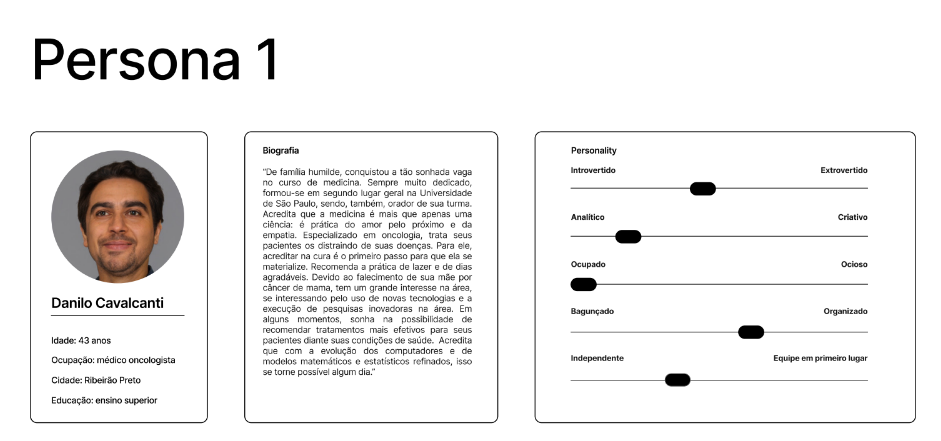 Persona 1
Danilo Cavalcanti
Idade: 43 anos
Ocupação: médico oncologista
Cidade: Ribeirão Preto
Educação: ensino superior
Biografia
"De família humilde, conquistou a tão sonhada vaga
no curso de medicina. Sempre muito dedicado,
formou-se em segundo lugar geral na Universidade
de São Paulo, sendo, também, orador de sua turma.
Acredita que a medicina é mais que apenas uma
ciência: é prática do amor pelo próximo e da
empatia. Especializado em oncologia, trata seus
pacientes os distraindo de suas doenças. Para ele,
acreditar na cura é o primeiro passo para que ela se
materialize. Recomenda a prática de lazer e de dias
agradáveis. Devido ao falecimento de sua mãe por
câncer de mama, tem um grande interesse na área,
se interessando pelo uso de novas tecnologias e a
execução de pesquisas inovadoras na área. Em
alguns momentos, sonha na possibilidade de
recomendar tratamentos mais efetivos para seus
pacientes diante suas condições de saúde. Acredita
que com a evolução dos computadores e de
modelos matemáticos e estatísticos refinados, isso
se torne possível algum dia."
Personality
Introvertido Extrovertido
Analítico Criativo
Ocupado Ocioso
Bagunçado Organizado
Independente Equipe em primeiro lugar